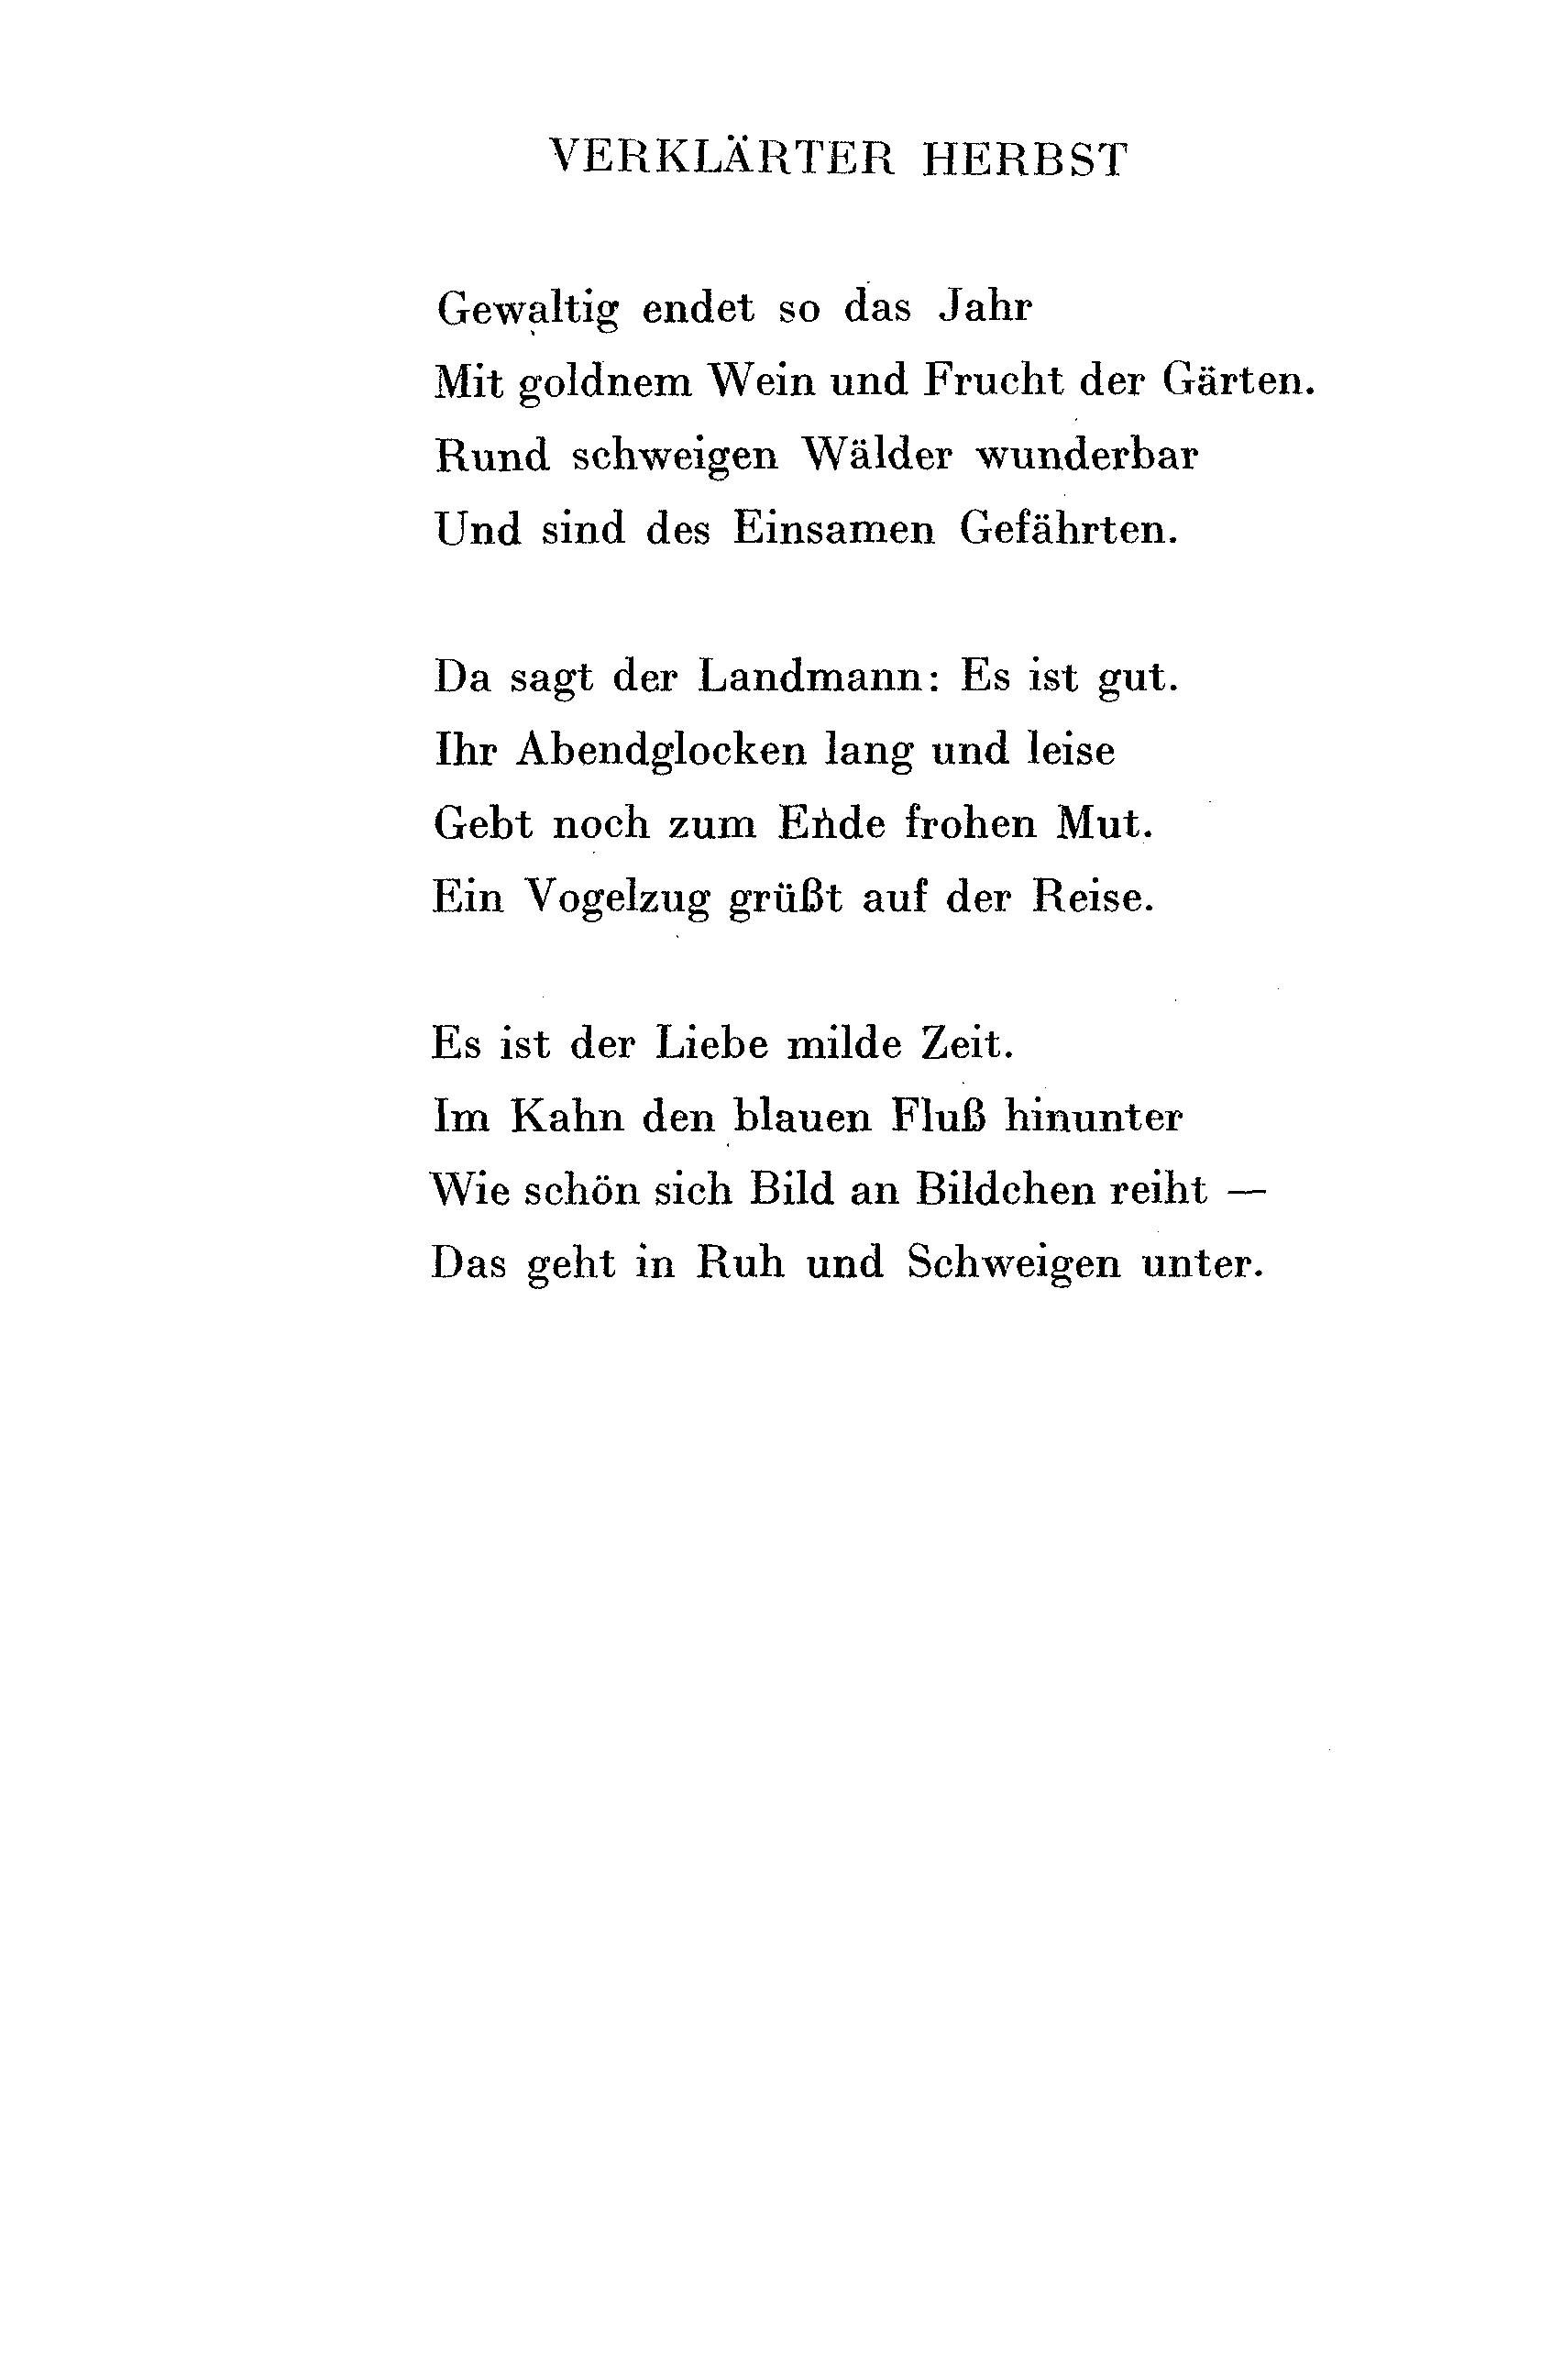 VERKLÄRTER HERBST
Gewaltig endet so das Jahr
Mit goldnem Wein und Frucht der Gärten.
Rund schweigen Wälder wunderbar
Und sind des Einsamen Gefährten.
Da sagt der Landmann: Es ist gut.
Ihr Abendglocken lang und leise
Gebt noch zum Ende frohen Mut.
Ein Vogelzug grüßt auf der Reise.
Es ist der Liebe milde Zeit.
Im Kahn den blauen Fluß hinunter
Wie schön sich Bild an Bildchen reiht —
Das geht in Ruh und Schweigen unter.